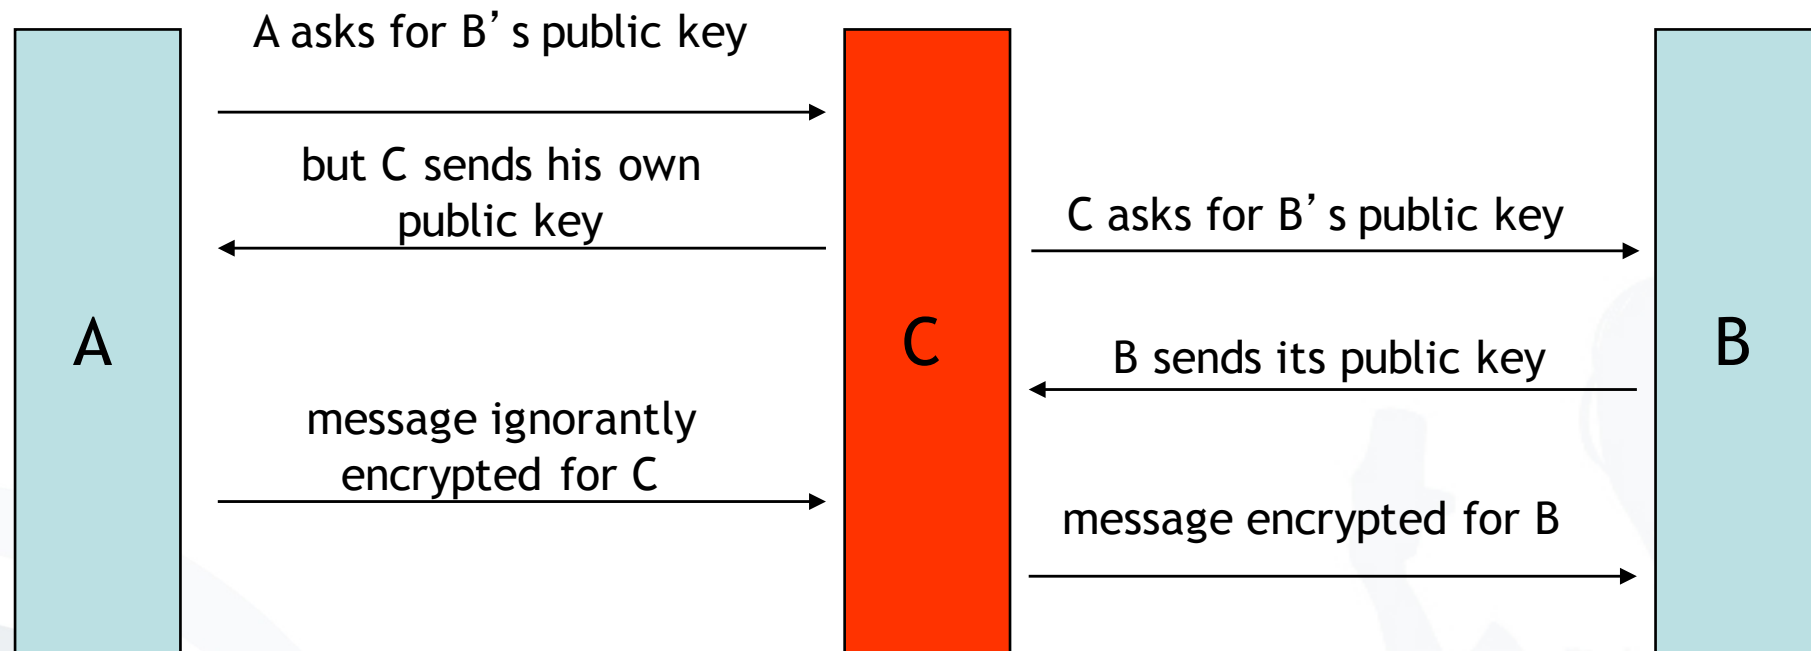 A asks for B’s public key
but C sends his own
public key
C asks for B’s public key
A
C
B
B sends its public key
message ignorantly
encrypted for C
message encrypted for B